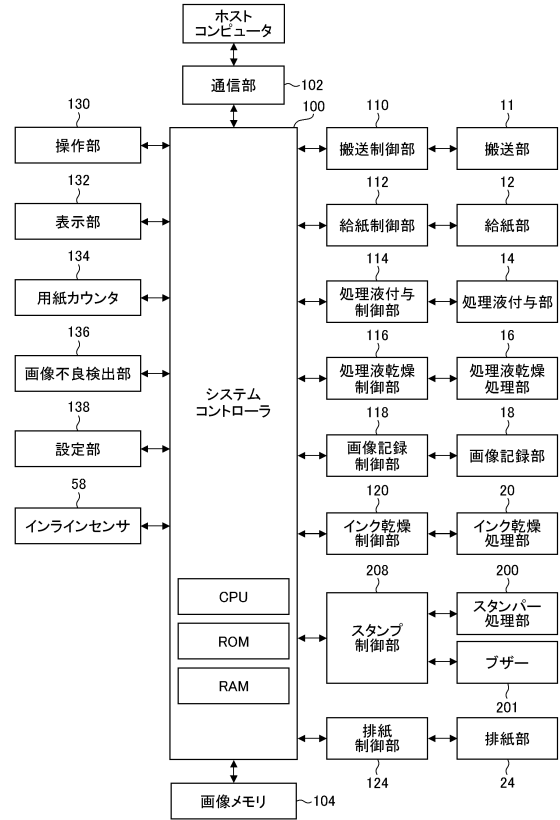 ホスト
コンピュータ
通信部
102
100
130
操作部
132
表示部
134
用紙カウンタ
136
画像不良検出部
138
設定部
58
インラインセンサ
システム
コントローラ
CPU
ROM
RAM
画像メモリ
104
110
搬送制御部
11
搬送部
112
給紙制御部
12
給紙部
114
処理液付与
制御部
14
処理液付与部
116
処理液乾燥
制御部
16
処理液乾燥
処理部
118
画像記録
制御部
18
画像記録部
120
インク乾燥
制御部
20
インク乾燥
処理部
208
スタンプ
制御部
200
スタンパー
処理部
ブザー
201
排紙
制御部
124
排紙部
24